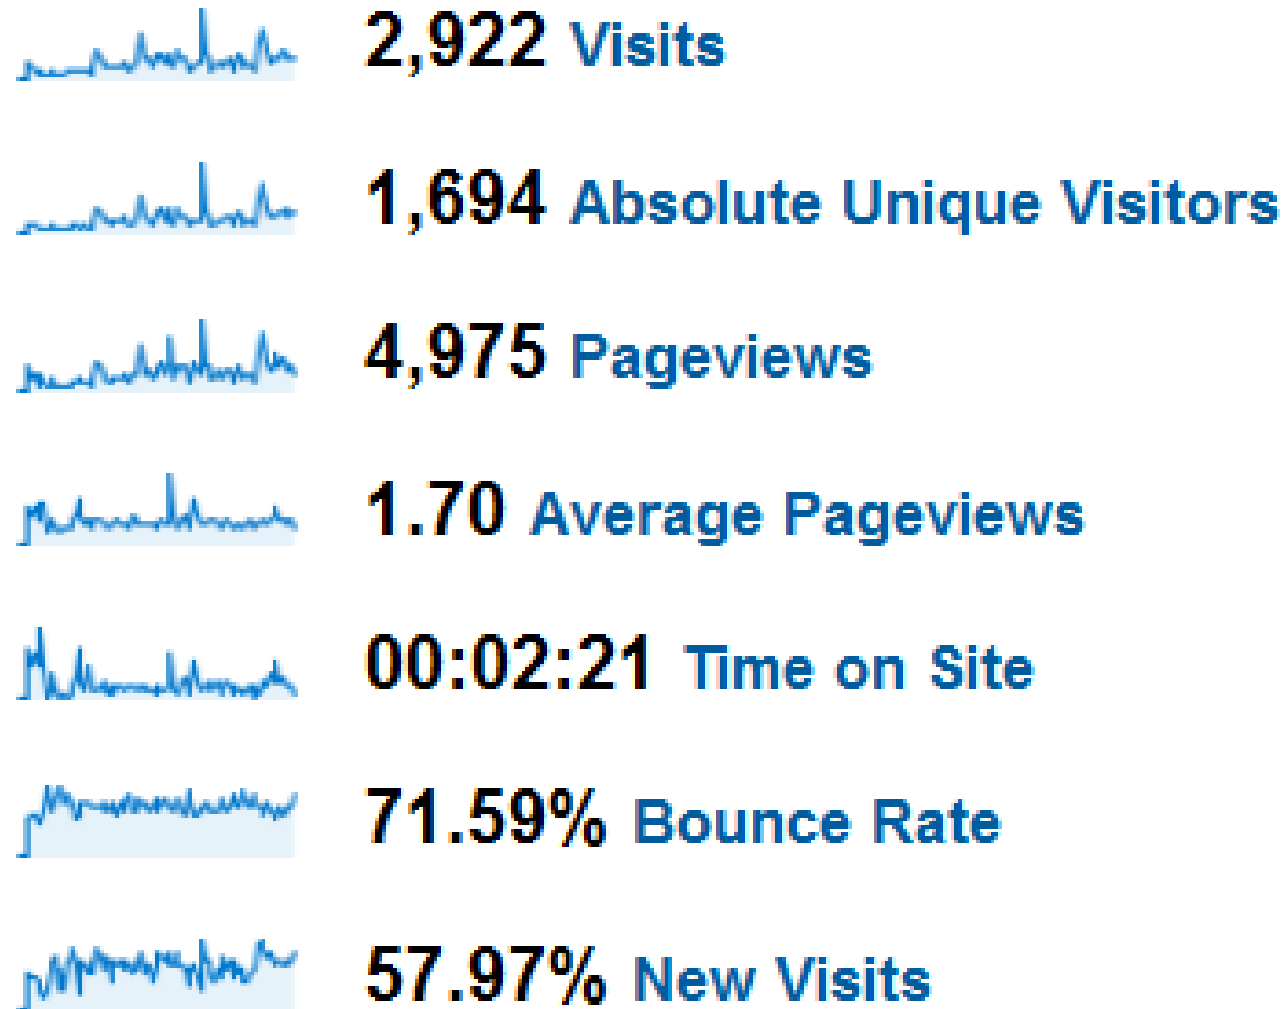 2,922 Visits
1,694 Absolute Unique Visitors
4,975 Pageviews
1.70 Average Pageviews
00:02:21 Time on Site
71.59% Bounce Rate
57.97% New Visits